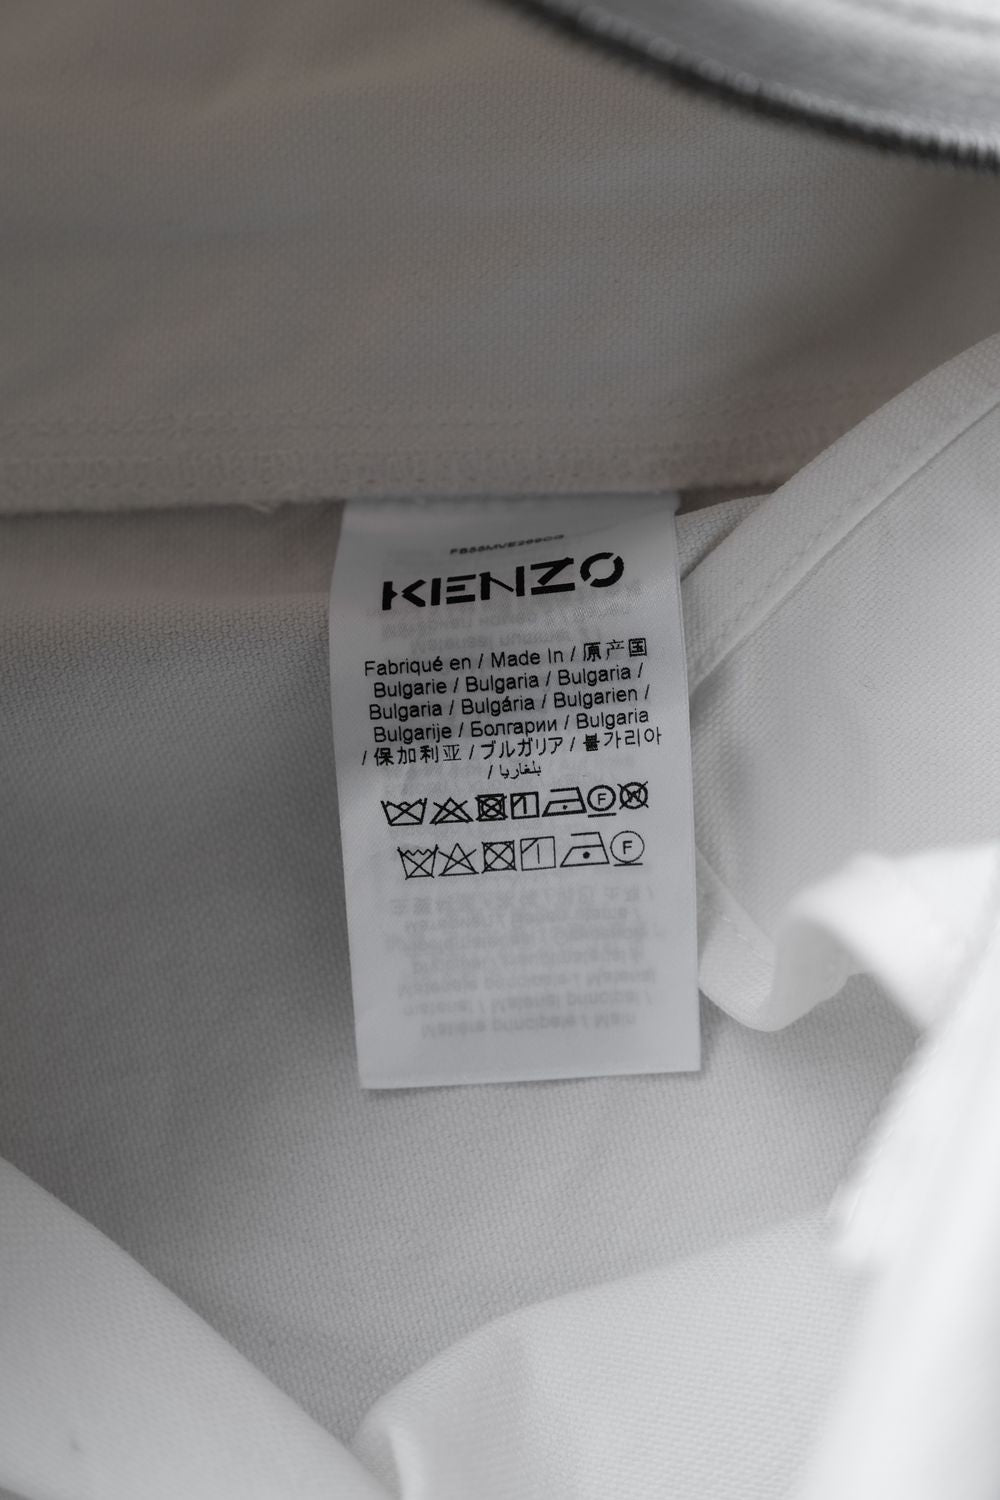 KIENZO
Fabriqué en / Made In / 原产国
Bulgarie / Bulgaria / Bulgaria /
Bulgaria / Bulgária / Bulgarien /
Bulgarije / Болгарии / Bulgaria
/ 保加利亚 / ブルガリア / 불가리아
/ بلغاريا